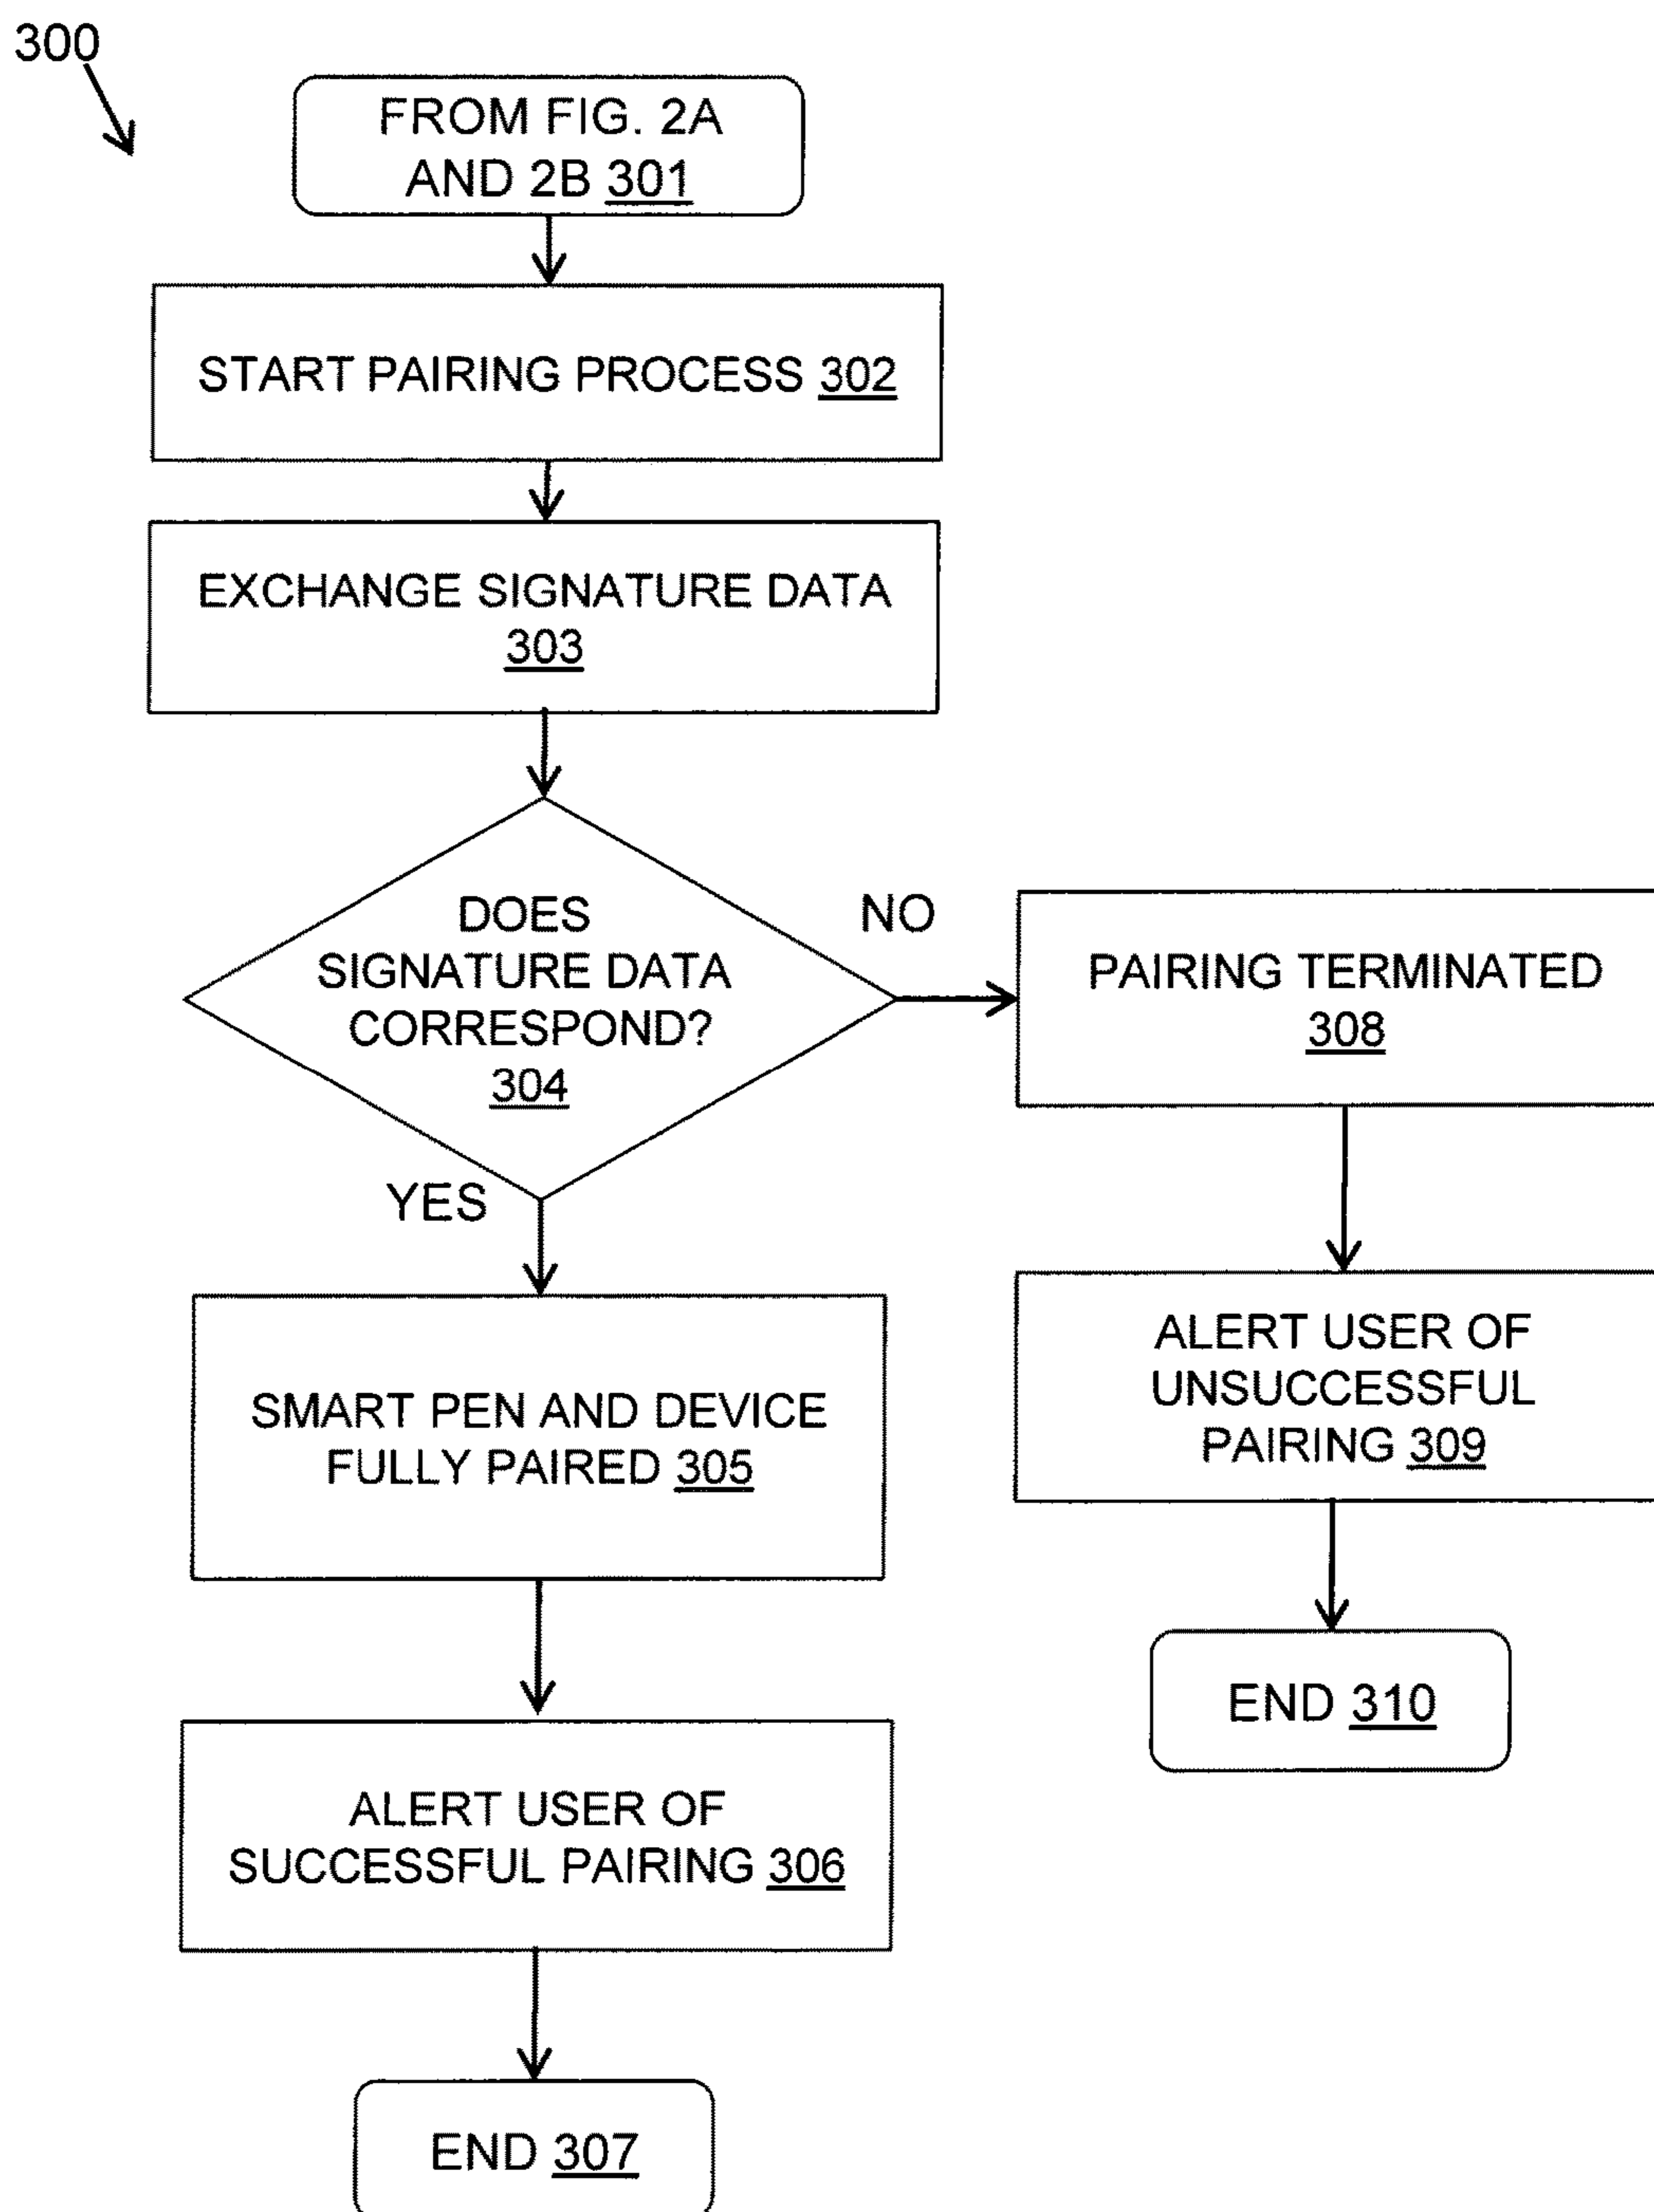 300
FROM FIG. 2A
AND 2B 301
START PAIRING PROCESS 302
EXCHANGE SIGNATURE DATA
303
DOES
SIGNATURE DATA
CORRESPOND?
304
NO
YES
PAIRING TERMINATED
308
ALERT USER OF
UNSUCCESSFUL
PAIRING 309
END 310
SMART PEN AND DEVICE
FULLY PAIRED 305
ALERT USER OF
SUCCESSFUL PAIRING 306
END 307